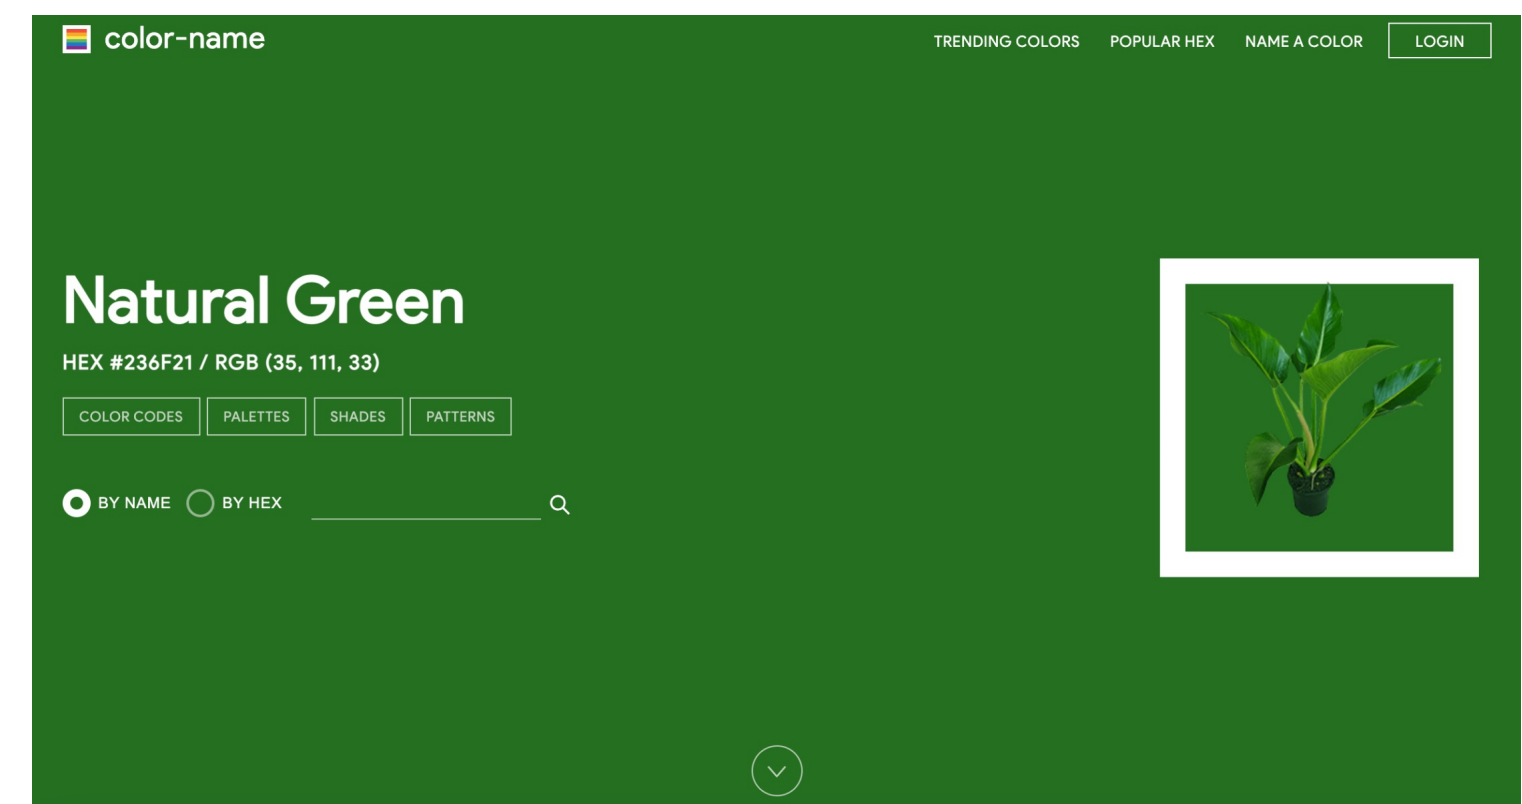 color-name
TRENDING COLORS POPULAR HEX NAME A COLOR LOGIN
Natural Green
HEX #236F21 / RGB (35, 111, 33)
COLOR CODES PALETTES SHADES PATTERNS
BY NAME BY HEX